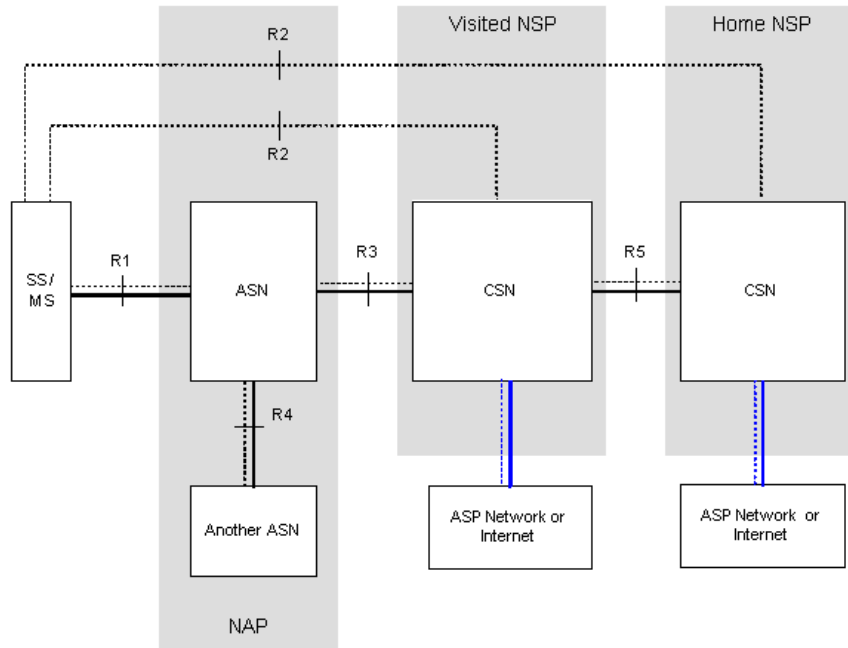 R2
Visited NSP
Home NSP
R2
R1
R3
R5
SS/
MS
ASN
CSN
CSN
R4
Another ASN
ASP Network or
Internet
ASP Network or
Internet
NAP